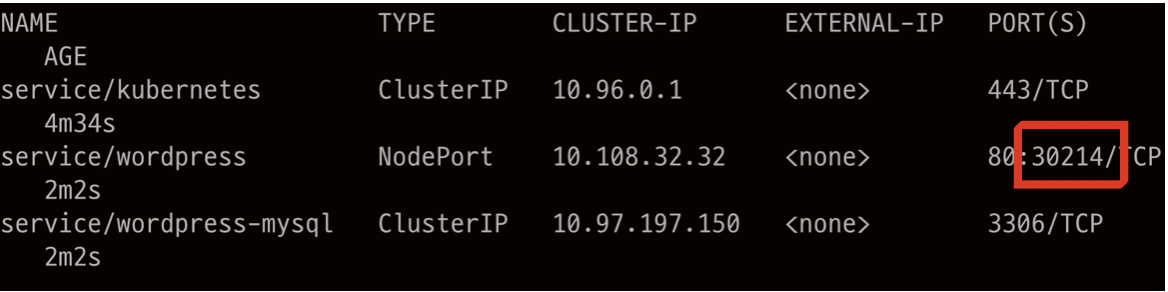 NAME TYPE CLUSTER-IP EXTERNAL-IP PORT(S)
AGE
service/kubernetes ClusterIP 10.96.0.1 <none> 443/TCP
4m34s
service/wordpress NodePort 10.108.32.32 <none> 80:30214/TCP
2m2s
service/wordpress-mysql ClusterIP 10.97.197.150 <none> 3306/TCP
2m2s